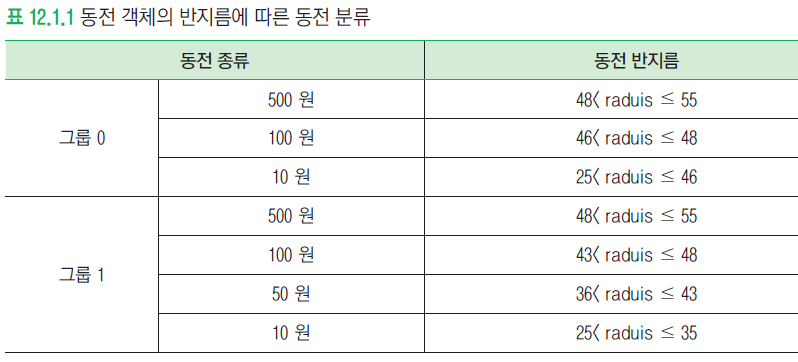 표 12.1.1 동전 객체의 반지름에 따른 동전 분류
동전 종류 동전 반지름
그룹 0
500 원 48< raduis ≤ 55
100 원 46< raduis ≤ 48
10 원 25< raduis ≤ 46
그룹 1
500 원 48< raduis ≤ 55
100 원 43< raduis ≤ 48
50 원 36< raduis ≤ 43
10 원 25< raduis ≤ 35